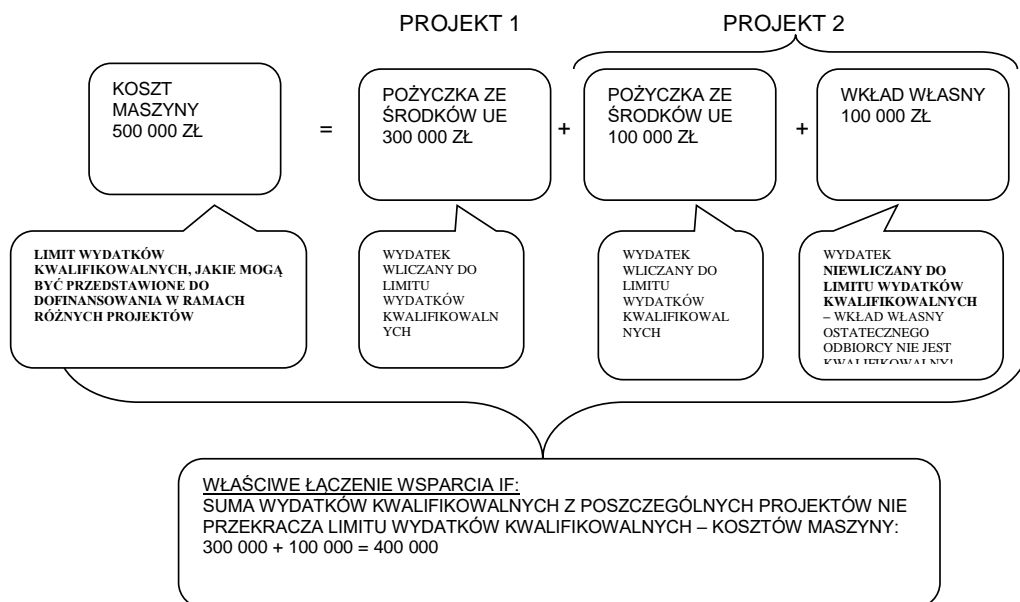 PROJEKT 1
PROJEKT 2
KOSZT
MASZYNY
500 000 ZŁ
=
POŻYCZKA ZE
ŚRODKÓW UE
300 000 ZŁ
+
POŻYCZKA ZE
ŚRODKÓW UE
100 000 ZŁ
+
WKŁAD WŁASNY
100 000 ZŁ
LIMIT WYDATKÓW
KWALIFIKOWALNYCH, JAKIE MOGĄ
BYĆ PRZEDSTAWIONE DO
DOFINANSOWANIA W RAMACH
RÓŻNYCH PROJEKTÓW
WYDATEK
WLICZANY DO
LIMITU
WYDATKÓW
KWALIFIKOWALN
YCH
WYDATEK
WLICZANY DO
LIMITU
WYDATKÓW
KWALIFIKOWAL
NYCH
WYDATEK
NIEWLICZANY DO
LIMITU WYDATKÓW
KWALIFIKOWALNYCH
– WKŁAD WŁASNY
OSTATECZNEGO
ODBIORCY NIE JEST
KWALIFIKOWALNY!
WŁAŚCIWE ŁĄCZENIE WSPARCIA IF:
SUMA WYDATKÓW KWALIFIKOWALNYCH Z POSZCZEGÓLNYCH PROJEKTÓW NIE
PRZEKRACZA LIMITU WYDATKÓW KWALIFIKOWALNYCH – KOSZTÓW MASZYNY:
300 000 + 100 000 = 400 000